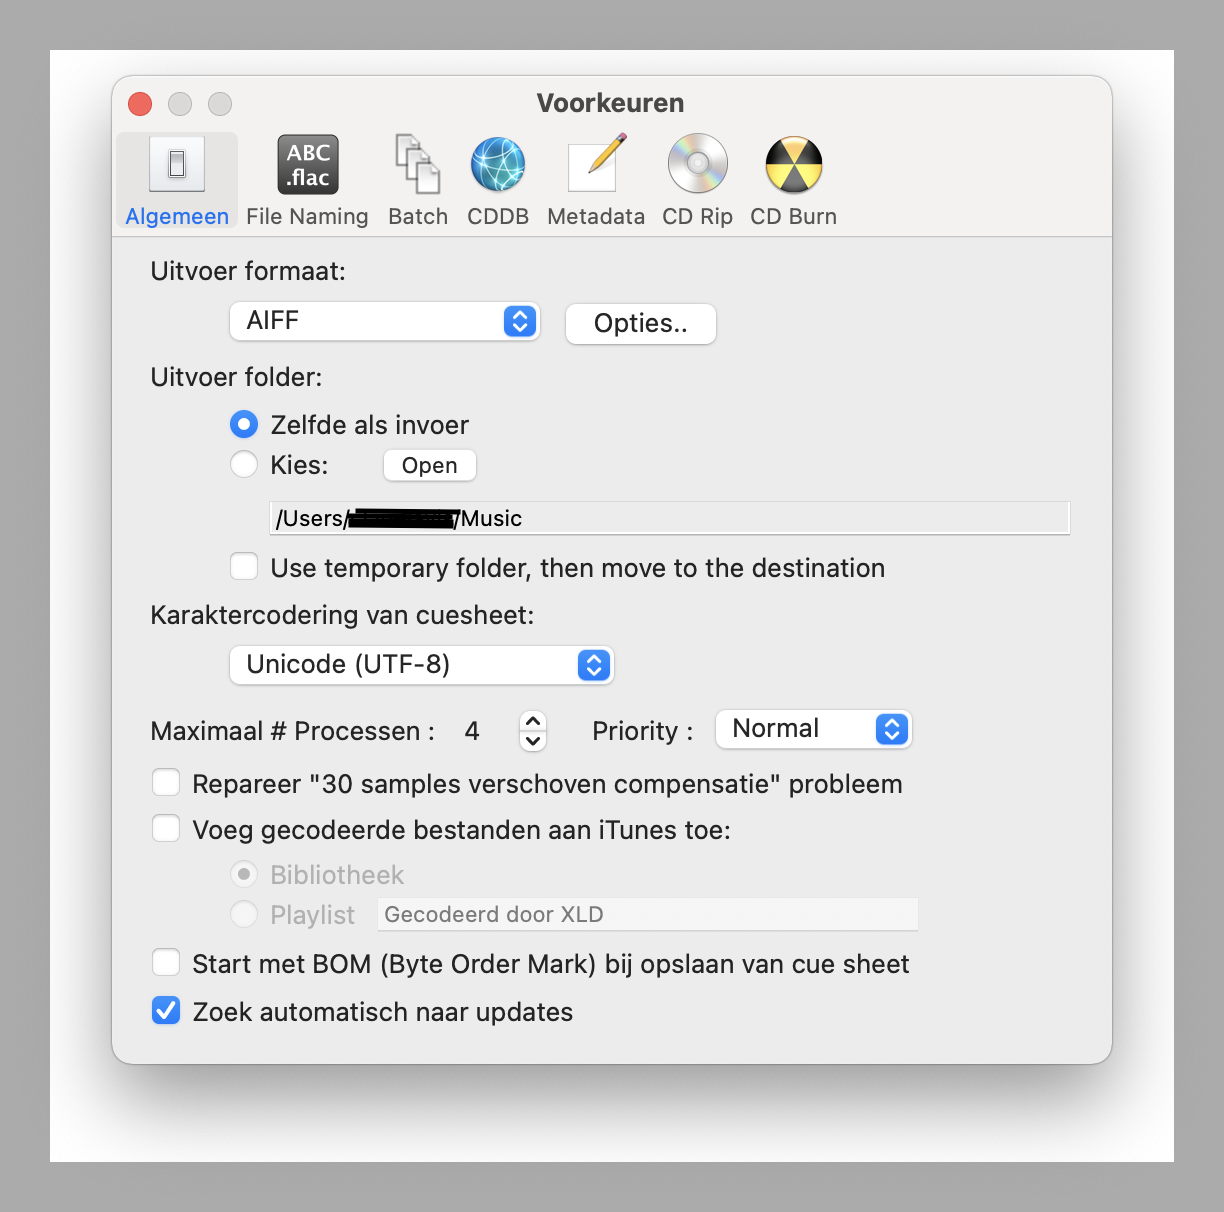 Voorkeuren
ABC
.flac
Algemeen File Naming Batch CDDB Metadata CD Rip CD Burn
Uitvoer formaat:
AIFF Opties..
Uitvoer folder:
Zelfde als invoer
Kies: Open
/Users/ /Music
Use temporary folder, then move to the destination
Karaktercodering van cuesheet:
Unicode (UTF-8)
Maximaal # Processen : 4 Priority : Normal
Repareer "30 samples verschoven compensatie" probleem
Voeg gecodeerde bestanden aan iTunes toe:
Bibliotheek
Playlist Gecodeerd door XLD
Start met BOM (Byte Order Mark) bij opslaan van cue sheet
Zoek automatisch naar updates